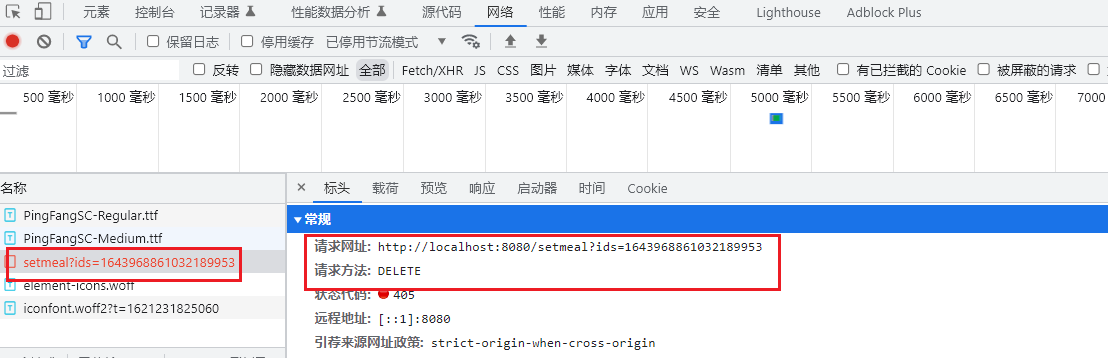 元素 控制台 记录器 性能数据分析 源代码 网络 性能 内存 应用 安全 Lighthouse Adblock Plus
保留日志 停用缓存 已停用节流模式
过滤 反转 隐藏数据网址 全部 Fetch/XHR JS CSS 图片 媒体 字体 文档 WS Wasm 清单 其他 有已拦截的 Cookie 被屏蔽的请求
500 毫秒 1000 毫秒 1500 毫秒 2000 毫秒 2500 毫秒 3000 毫秒 3500 毫秒 4000 毫秒 4500 毫秒 5000 毫秒 5500 毫秒 6000 毫秒 6500 毫秒 7000
名称
× 标头 载荷 预览 响应 启动器 时间 Cookie
PingFangSC-Regular.ttf
PingFangSC-Medium.ttf
setmeal?ids=1643968861032189953
element-icons.woff
iconfont.woff2?t=1621231825060
常规
请求网址: http://localhost:8080/setmeal?ids=1643968861032189953
请求方法: DELETE
状态代码: 405
远程地址: [::1]:8080
引荐来源网址政策: strict-origin-when-cross-origin